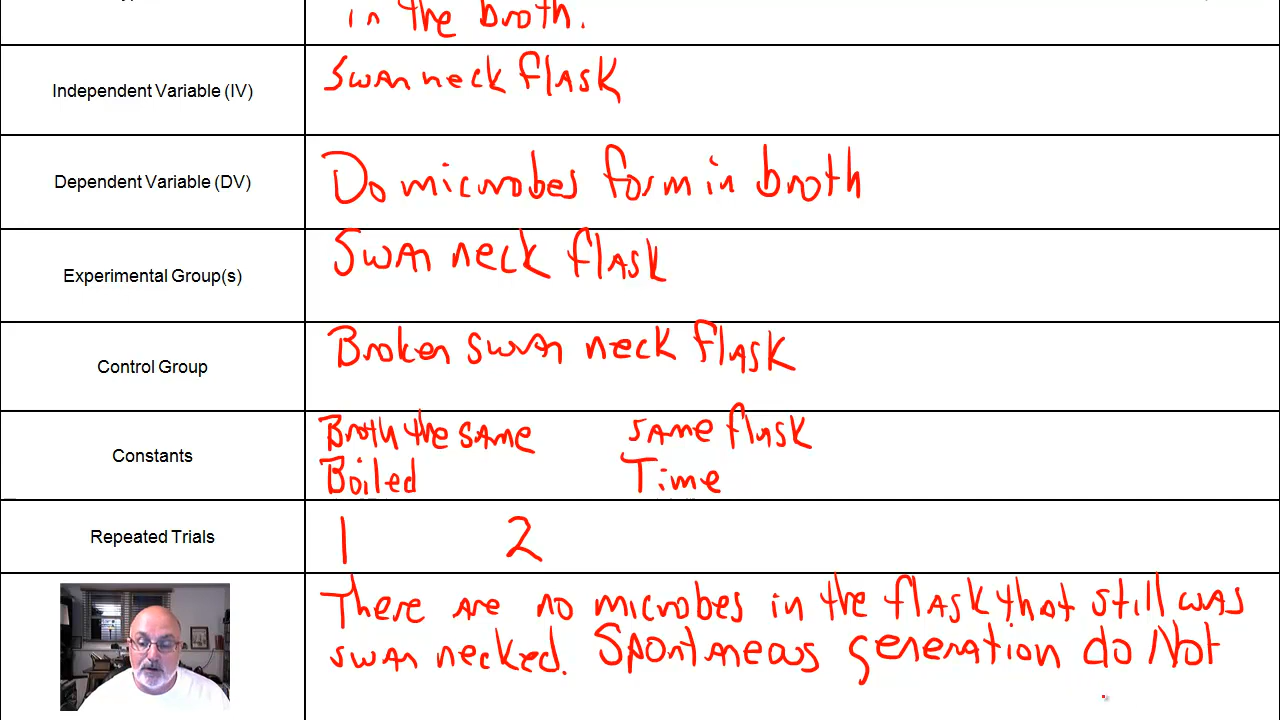 in the broth.
Independent Variable (IV)
Swan neck flask
Dependent Variable (DV)
Do microbes form in broth
Experimental Group(s)
Swan neck flask
Control Group
Broken swan neck flask
Constants
Broth the same same flask
Boiled Time
Repeated Trials
1 2
There are no microbes in the flask that still was
swan necked. Spontaneous generation do Not